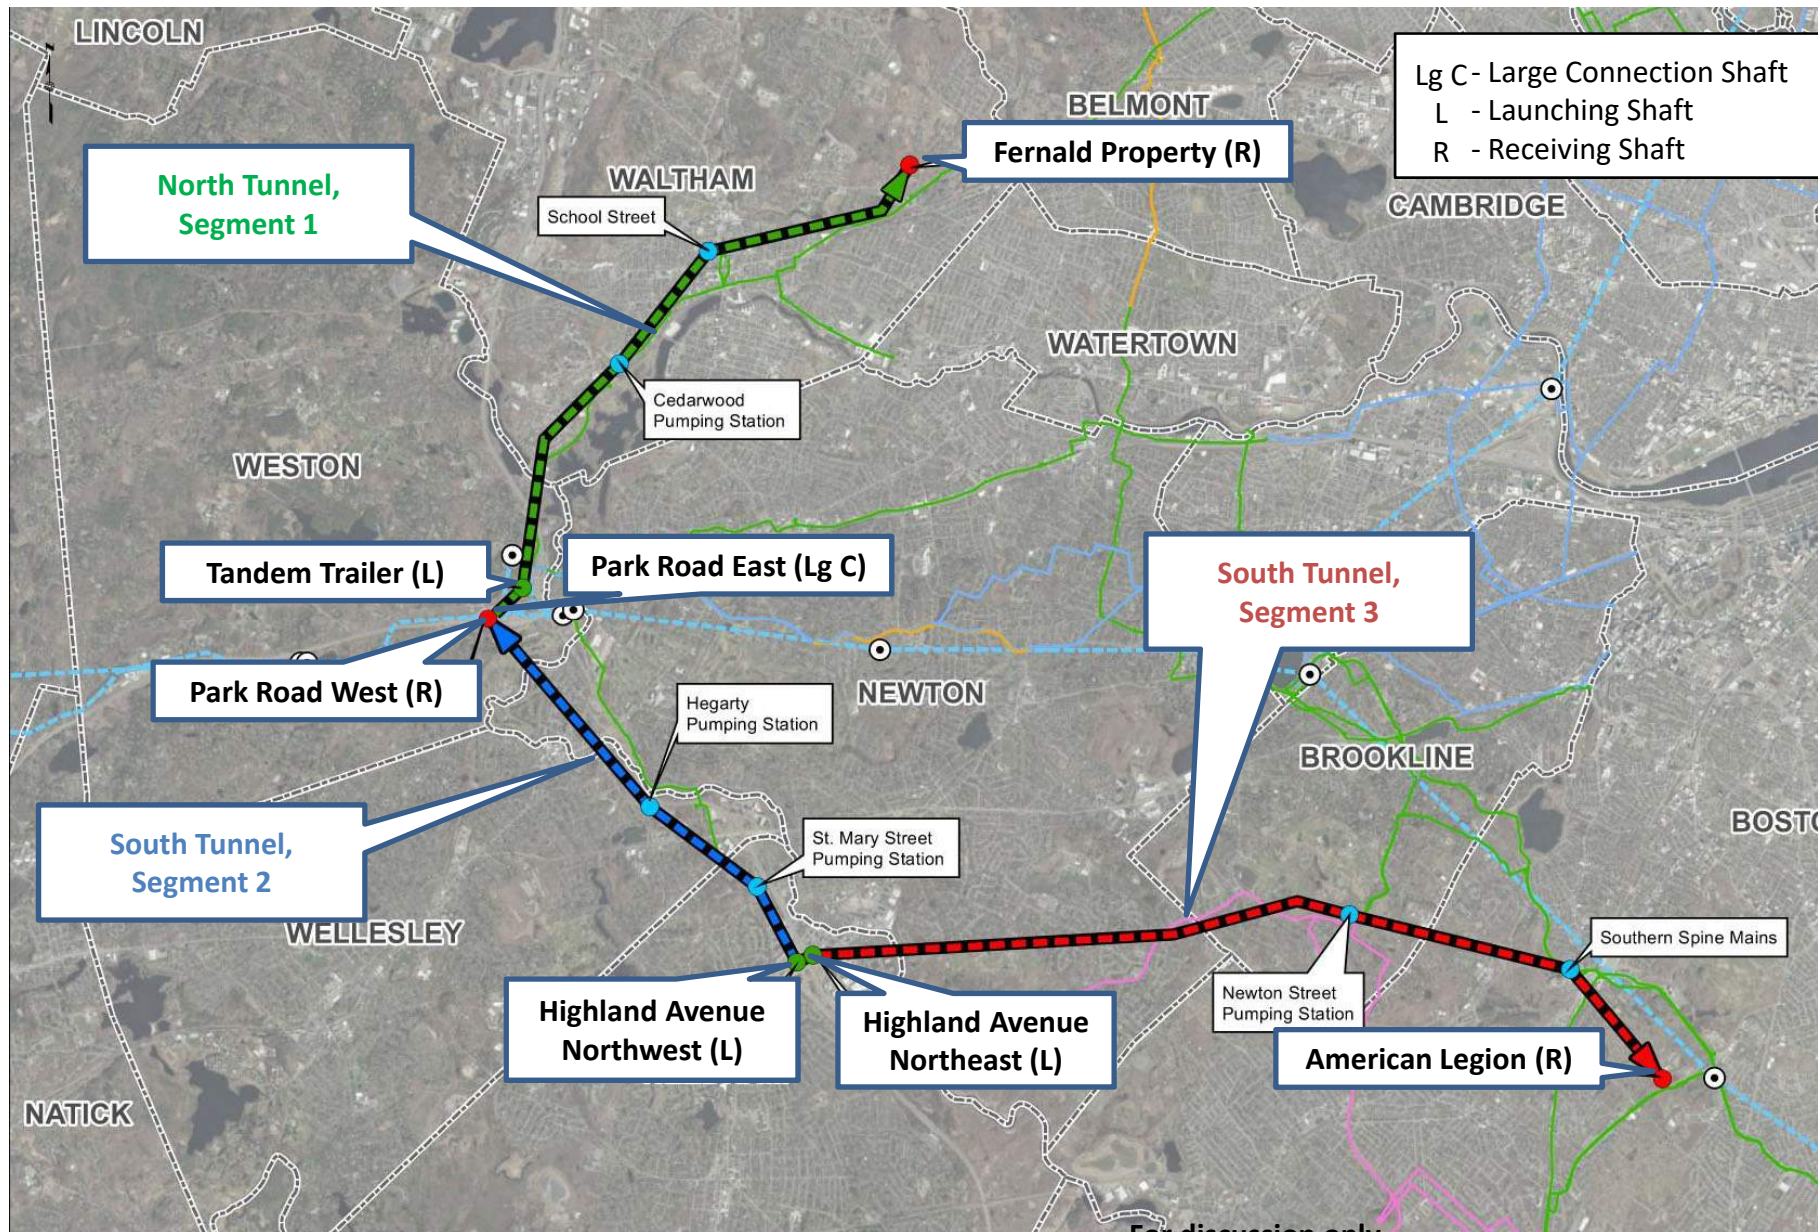 LINCOLN
Lg C - Large Connection Shaft
L - Launching Shaft
R - Receiving Shaft
BELMONT
Fernald Property (R)
North Tunnel,
Segment 1
WALTHAM
School Street
CAMBRIDGE
WATERTOWN
Cedarwood
Pumping Station
WESTON
Tandem Trailer (L)
Park Road East (Lg C)
South Tunnel,
Segment 3
Park Road West (R)
NEWTON
Hegarty
Pumping Station
BROOKLINE
BOSTO
St. Mary Street
Pumping Station
South Tunnel,
Segment 2
WELLESLEY
Southern Spine Mains
Newton Street
Pumping Station
Highland Avenue
Northwest (L)
Highland Avenue
Northeast (L)
American Legion (R)
NATICK
For discussion only